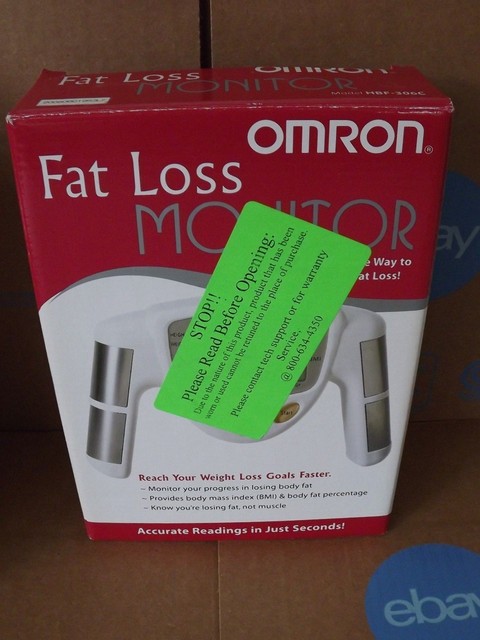 Fat Loss
OMRON
MONITOR
Model HBF-306C
OMRON®
Fat Loss
MONITOR
e Way to
at Loss!
STOP!!
Please Read Before Opening:
Due to the nature of this product, product that has been
worn or used cannot be retuned to the place of purchase.
Please contact tech support or for warranty
Service,
@ 800-634-4350
Start
Reach Your Weight Loss Goals Faster.
– Monitor your progress in losing body fat
– Provides body mass index (BMI) & body fat percentage
– Know you're losing fat, not muscle
Accurate Readings in Just Seconds!
ebay
ebay